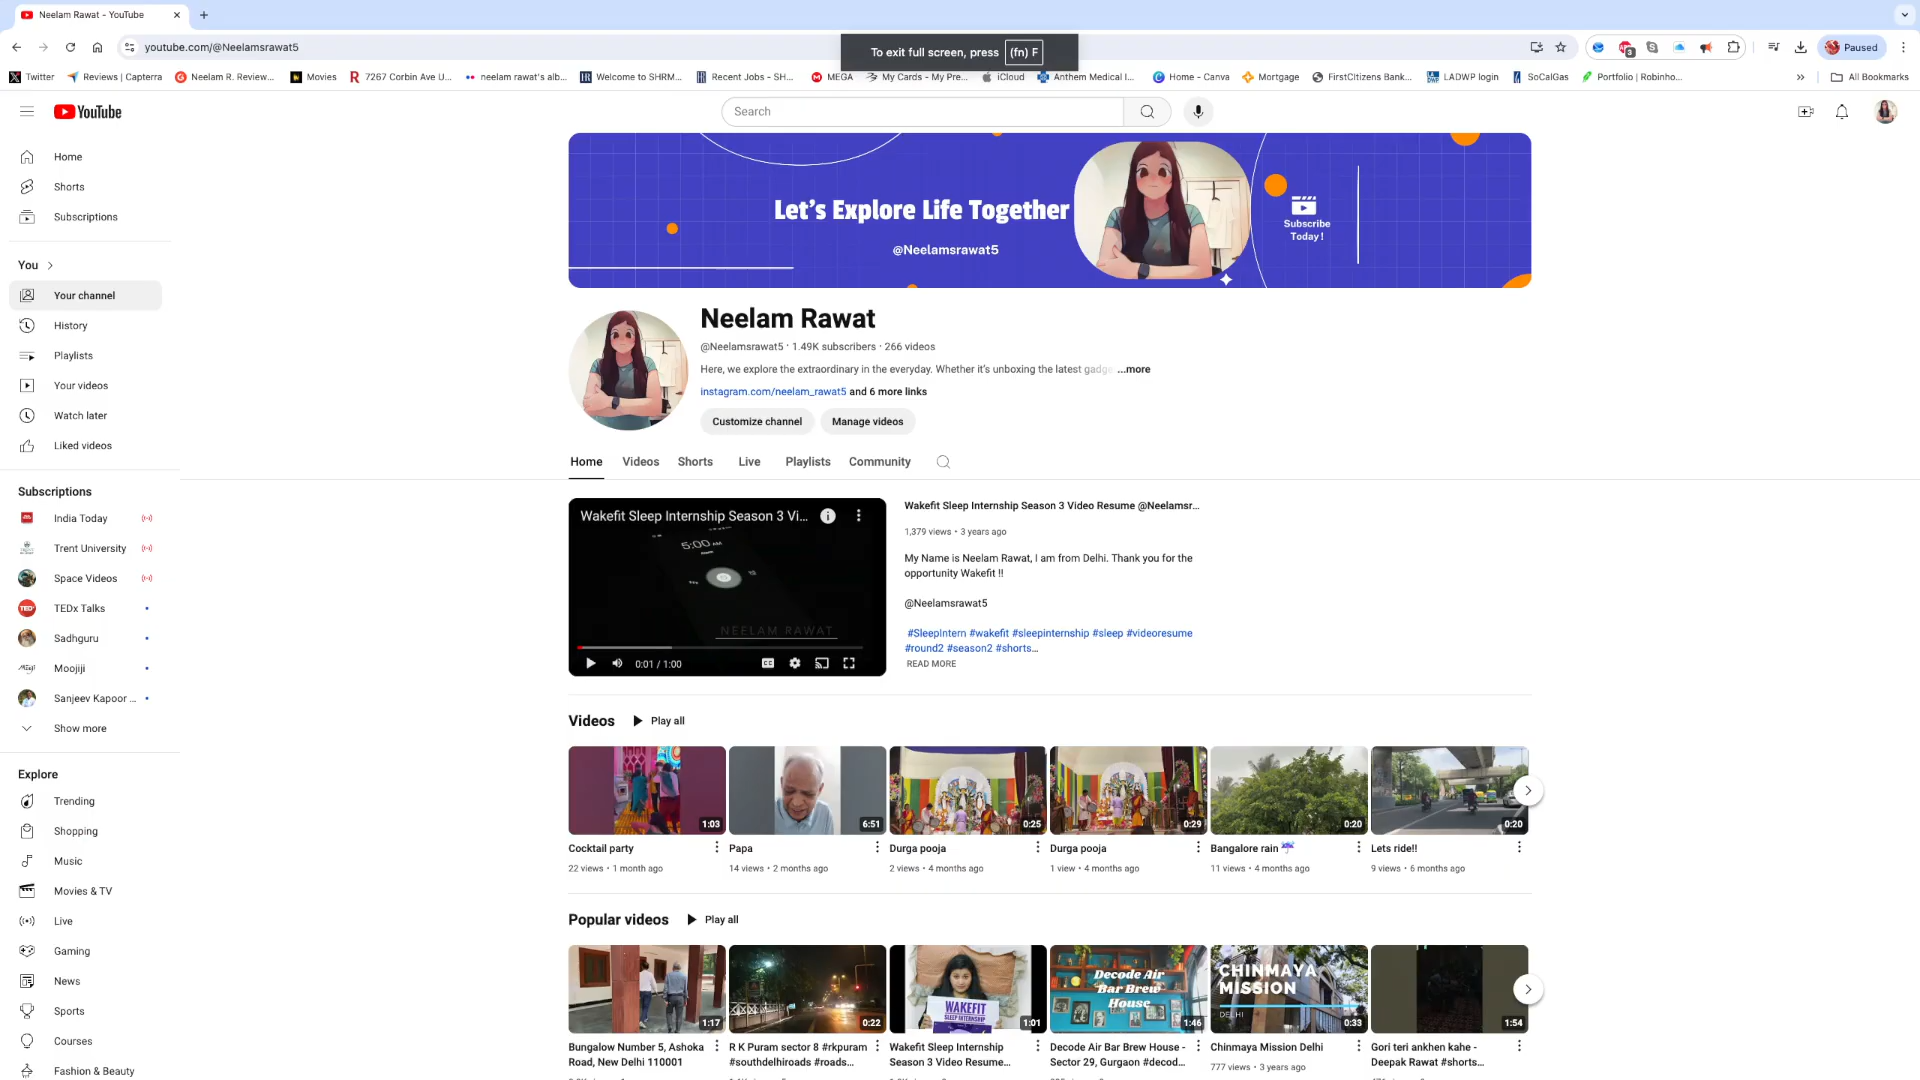 Neelam Rawat - YouTube
youtube.com/@Neelamsrawat5
To exit full screen, press (fn) F
Paused
Twitter
Reviews | Capterra
Neelam R. Review...
Movies
7267 Corbin Ave U...
neelam rawat's alb...
Welcome to SHRM...
Recent Jobs - SH...
MEGA
My Cards - My Pre...
iCloud
Anthem Medical I...
Home - Canva
Mortgage
FirstCitizens Bank...
LADWP login
SoCalGas
Portfolio | Robinho...
All Bookmarks
YouTube
Search
Home
Shorts
Subscriptions
You
Your channel
History
Playlists
Your videos
Watch later
Liked videos
Subscriptions
India Today
Trent University
Space Videos
TEDx Talks
Sadhguru
Moojiji
Sanjeev Kapoor ...
Show more
Explore
Trending
Shopping
Music
Movies & TV
Live
Gaming
News
Sports
Courses
Fashion & Beauty
Let's Explore Life Together
@Neelamsrawat5
Subscribe
Today !
Neelam Rawat
@Neelamsrawat5 · 1.49K subscribers · 266 videos
Here, we explore the extraordinary in the everyday. Whether it's unboxing the latest gadge ...more
instagram.com/neelam_rawat5 and 6 more links
Customize channel
Manage videos
Home
Videos
Shorts
Live
Playlists
Community
Wakefit Sleep Internship Season 3 Vi...
5:00 AM
NEELAM RAWAT
0:01 / 1:00
Wakefit Sleep Internship Season 3 Video Resume @Neelamsr...
1,379 views • 3 years ago
My Name is Neelam Rawat, I am from Delhi. Thank you for the
opportunity Wakefit !!
@Neelamsrawat5
#SleepIntern #wakefit #sleepinternship #sleep #videoresume
#round2 #season2 #shorts...
READ MORE
Videos
Play all
1:03
6:51
0:25
0:29
0:20
0:20
Cocktail party
22 views • 1 month ago
Papa
14 views • 2 months ago
Durga pooja
2 views • 4 months ago
Durga pooja
1 view • 4 months ago
Bangalore rain ☔
11 views • 4 months ago
Lets ride!!
9 views • 6 months ago
Popular videos
Play all
1:17
0:22
WAKEFIT
SLEEP INTERNSHIP
1:01
Decode Air
Bar Brew
House
1:46
CHINMAYA
MISSION
DELHI
0:33
1:54
Bungalow Number 5, Ashoka
Road, New Delhi 110001
R K Puram sector 8 #rkpuram
#southdelhiroads #roads...
Wakefit Sleep Internship
Season 3 Video Resume...
Decode Air Bar Brew House -
Sector 29, Gurgaon #decod...
Chinmaya Mission Delhi
777 views • 3 years ago
Gori teri ankhen kahe -
Deepak Rawat #shorts...